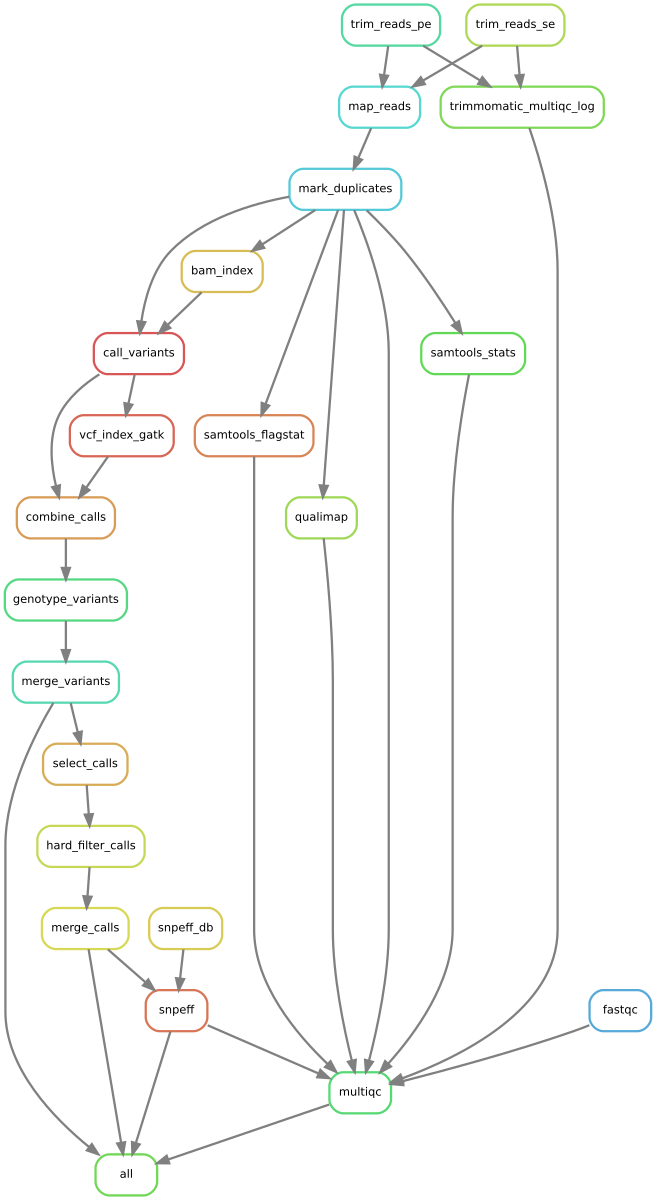 trim_reads_pe
trim_reads_se
map_reads
trimmomatic_multiqc_log
mark_duplicates
bam_index
call_variants
samtools_stats
vcf_index_gatk
samtools_flagstat
combine_calls
qualimap
genotype_variants
merge_variants
select_calls
hard_filter_calls
merge_calls
snpeff_db
snpeff
fastqc
multiqc
all